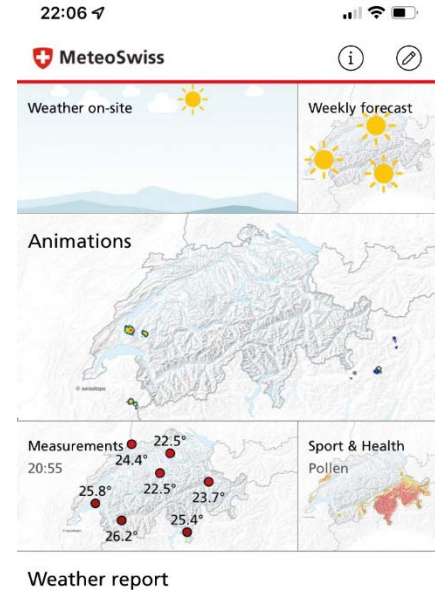 22:06
MeteoSwiss
Weather on-site
Weekly forecast
Animations
© swisstopo
Measurements
20:55
22.5°
24.4°
22.5°
25.8°
23.7°
26.2°
25.4°
Sport & Health
Pollen
Weather report